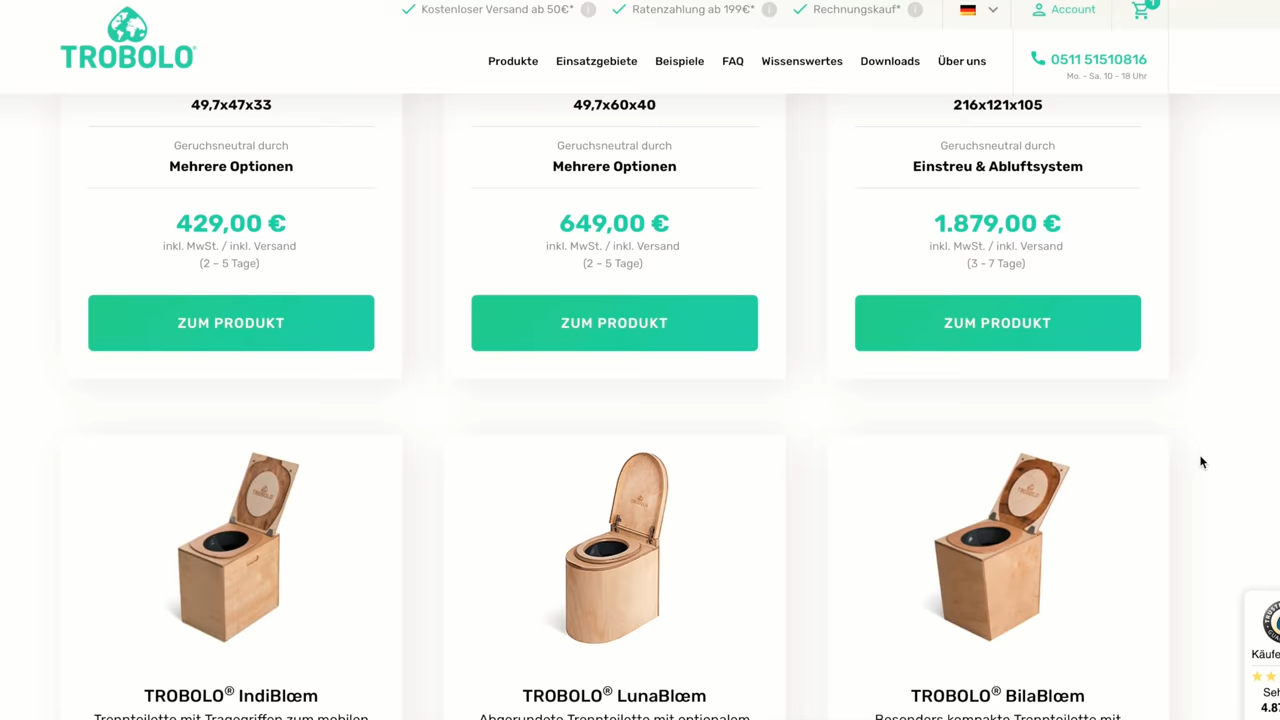 Kostenloser Versand ab 50€*
Ratenzahlung ab 199€*
Rechnungskauf*
Account
1
TROBOLO®
Produkte
Einsatzgebiete
Beispiele
FAQ
Wissenswertes
Downloads
Über uns
0511 51510816
Mo. - Sa. 10 - 18 Uhr
49,7x47x33
Geruchsneutral durch
Mehrere Optionen
429,00 €
inkl. MwSt. / inkl. Versand
(2 – 5 Tage)
ZUM PRODUKT
49,7x60x40
Geruchsneutral durch
Mehrere Optionen
649,00 €
inkl. MwSt. / inkl. Versand
(2 – 5 Tage)
ZUM PRODUKT
216x121x105
Geruchsneutral durch
Einstreu & Abluftsystem
1.879,00 €
inkl. MwSt. / inkl. Versand
(3 - 7 Tage)
ZUM PRODUKT
TROBOLO® IndiBlœm
Trenntoilette mit Tragegriffen zum mobilen
TROBOLO® LunaBlœm
Abgerundete Trenntoilette mit optionalem
TROBOLO® BilaBlœm
Besonders kompakte Trenntoilette mit
Käufe
Seh
4.87